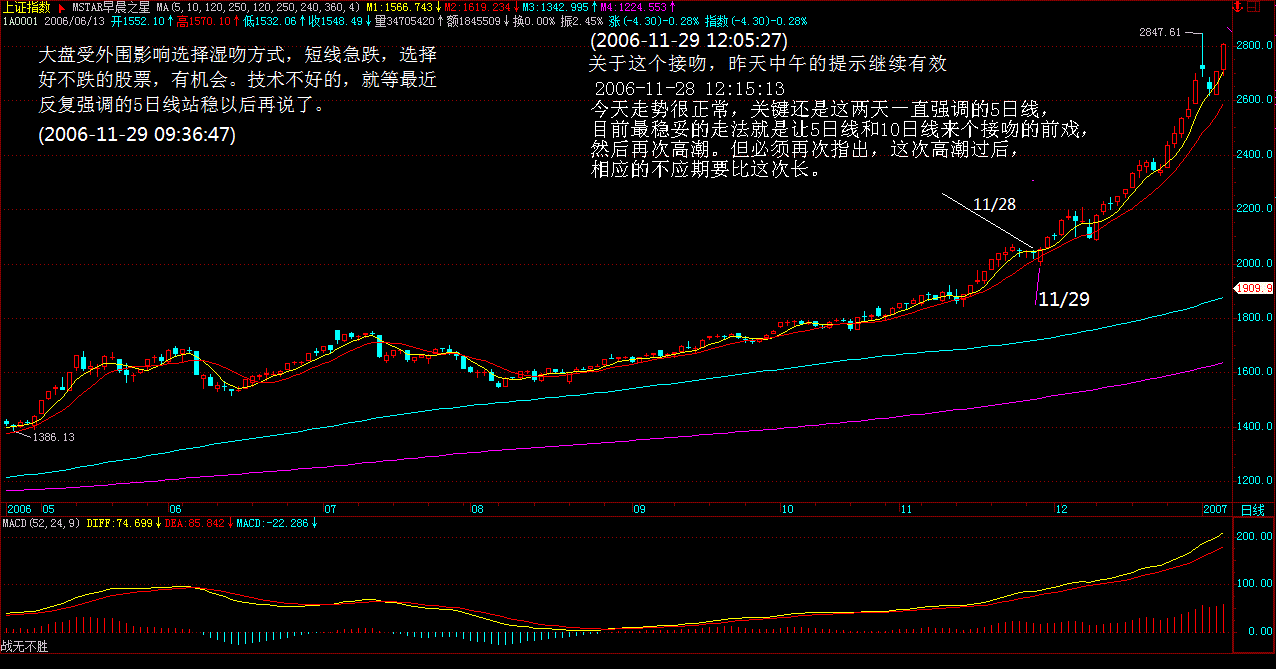 上证指数 MSTAR早晨之星 MA(5,10,120,250,120,250,240,360,4) M1:1566.743↓ M2:1619.234↓ M3:1342.995↑ M4:1224.553↑
1A0001 2006/06/13 开1552.10↑ 高1570.10↑ 低1532.06↑ 收1548.49↓ 量34705420↑ 额1845509↓ 换0.00% 振2.45% 涨(-4.30)-0.28% 指数(-4.30)-0.28%
大盘受外围影响选择湿吻方式，短线急跌，选择
好不跌的股票，有机会。技术不好的，就等最近
反复强调的5日线站稳以后再说了。
(2006-11-29 09:36:47)
(2006-11-29 12:05:27)
关于这个接吻，昨天中午的提示继续有效
2006-11-28 12:15:13
今天走势很正常，关键还是这两天一直强调的5日线，
目前最稳妥的走法就是让5日线和10日线来个接吻的前戏，
然后再次高潮。但必须再次指出，这次高潮过后，
相应的不应期要比这次长。
2847.61
11/28
11/29
1386.13
2800.0
2600.0
2400.0
2200.0
2000.0
1909.9
1800.0
1600.0
1400.0
1200.0
2006 05 06 07 08 09 10 11 12 2007 日线
MACD(52,24,9) DIFF:74.699↓ DEA:85.842↓ MACD:-22.286↓
200.00
100.00
0.00
战无不胜